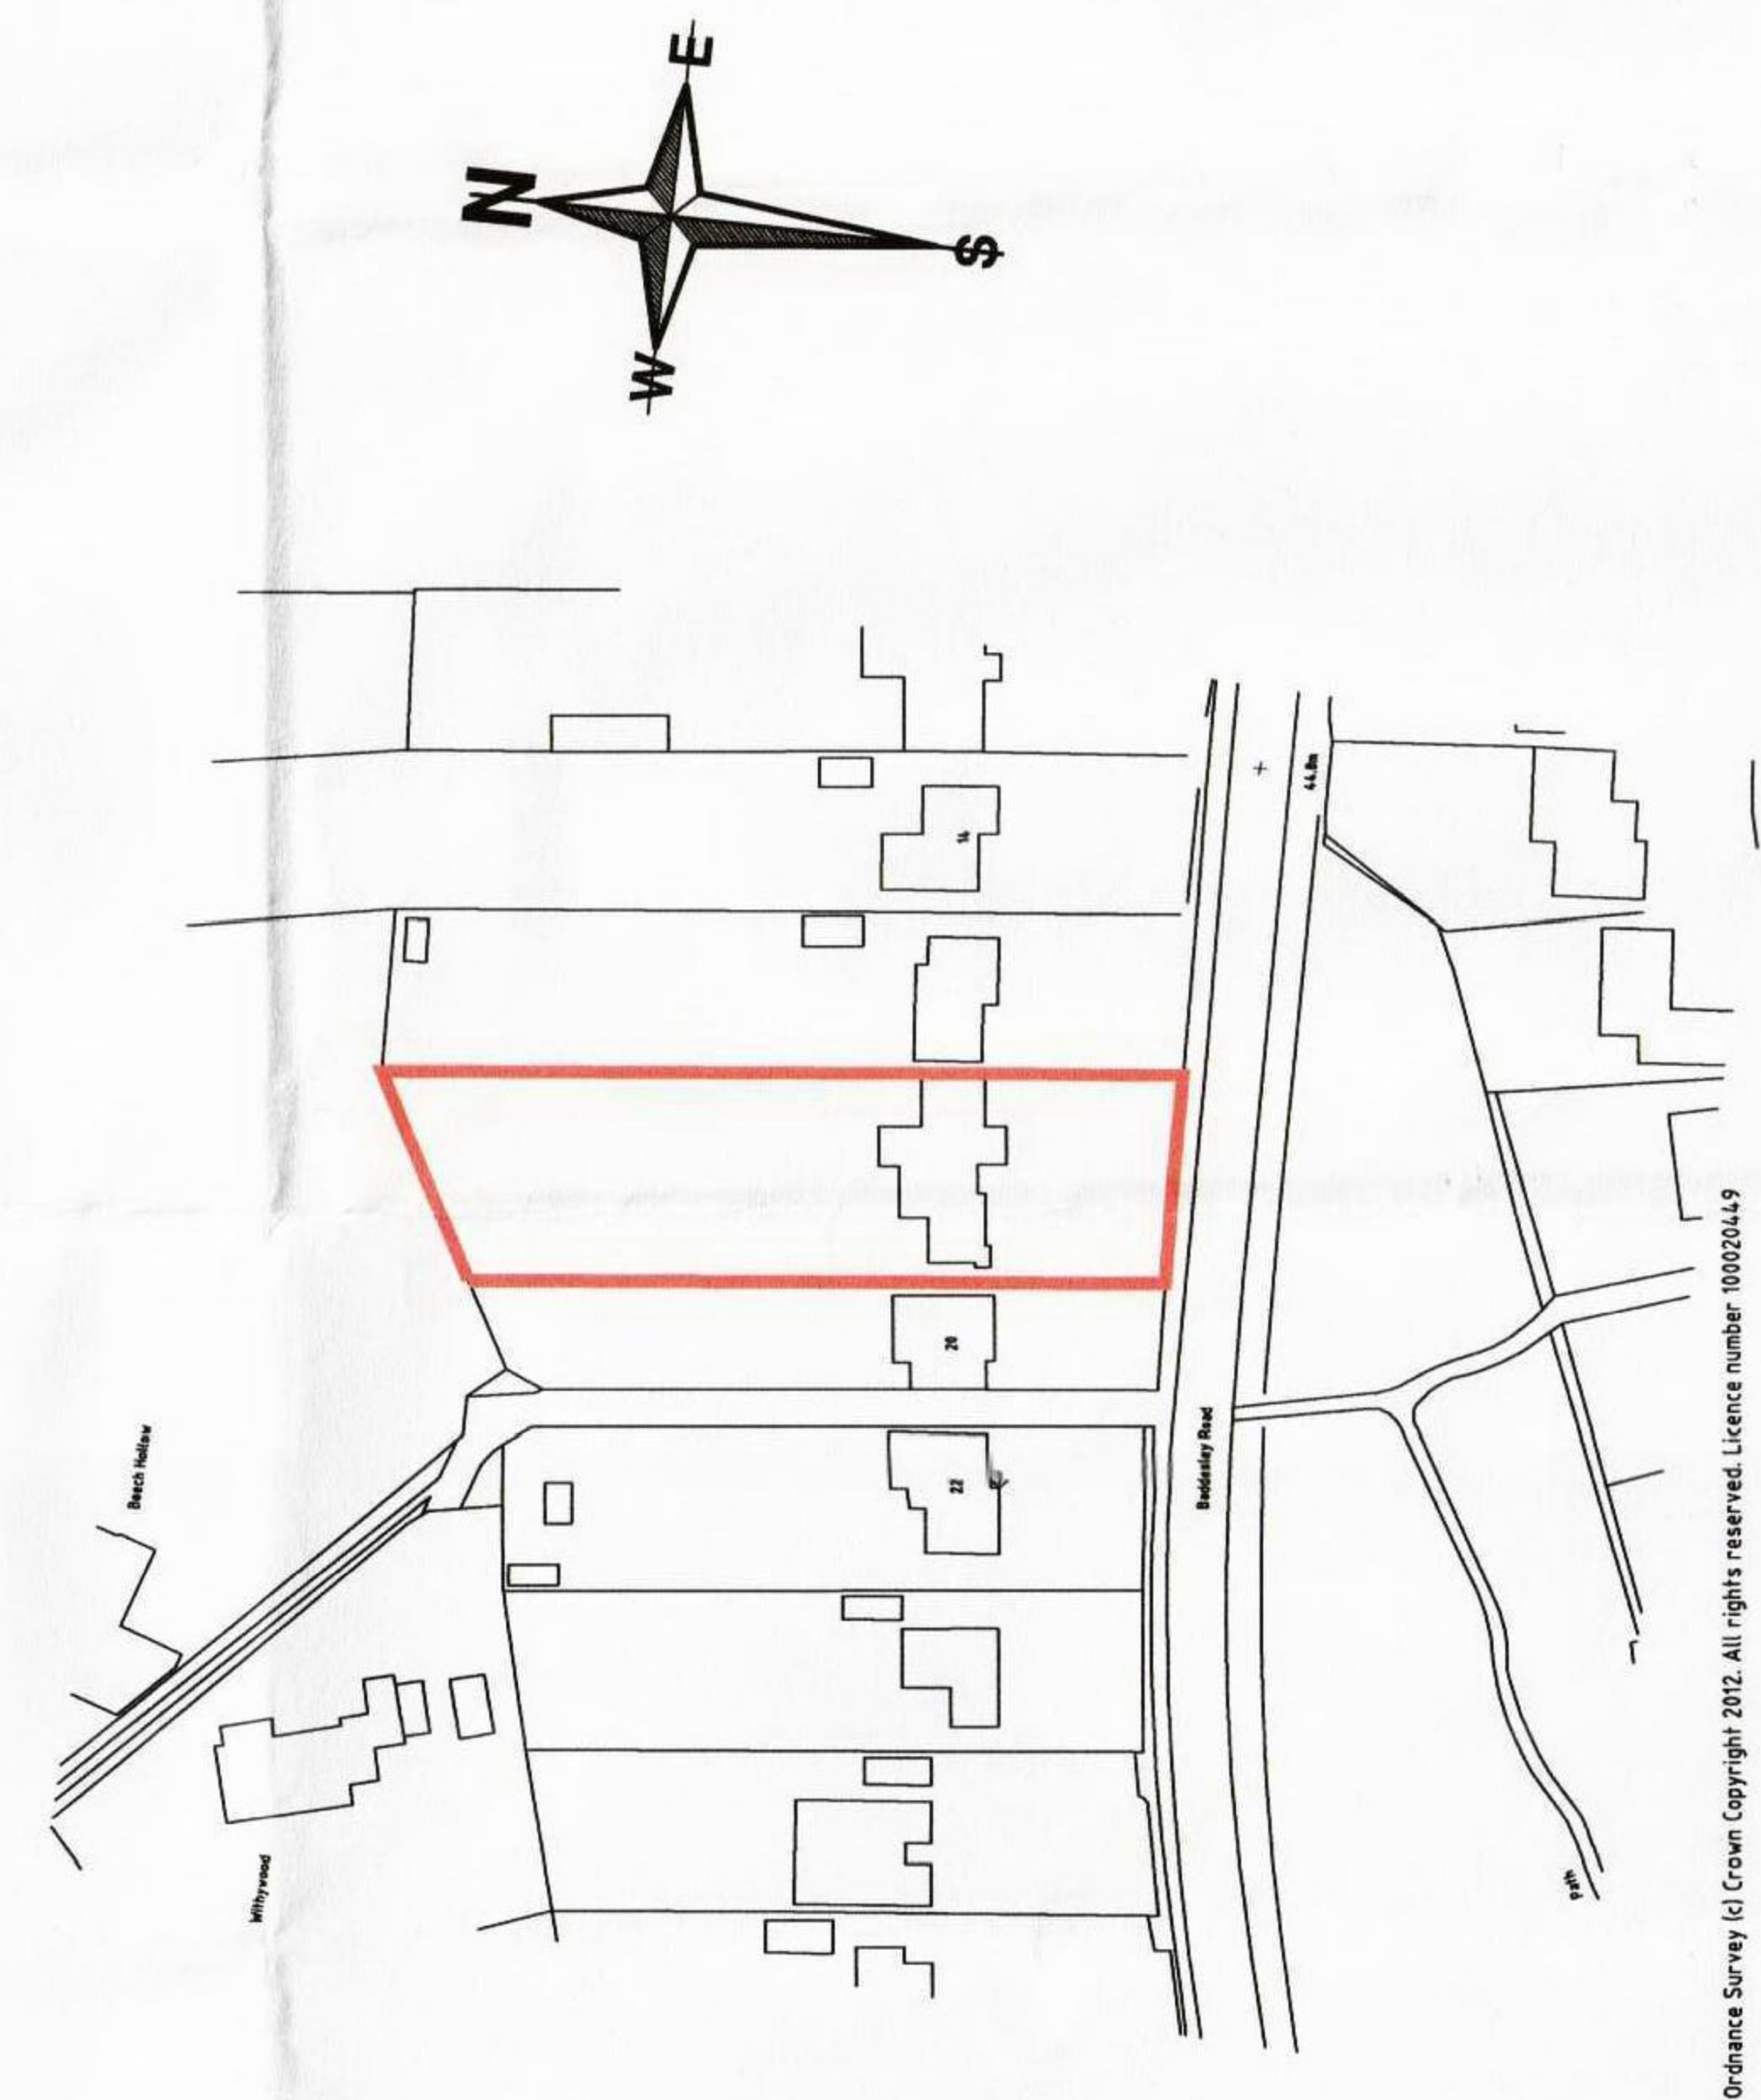 N
E
S
W
Beech Hollow
Withywood
14
20
22
44.8m
Baddesley Road
Path
Ordnance Survey (c) Crown Copyright 2012. All rights reserved. Licence number 100020449